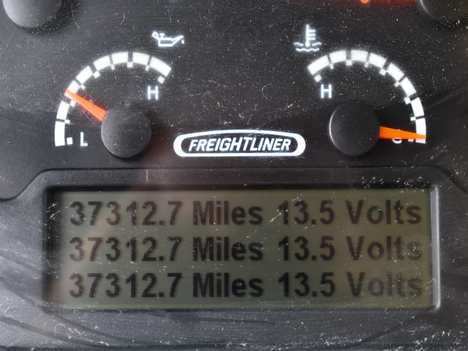 H H
L C
FREIGHTLINER
37312.7 Miles 13.5 Volts
37312.7 Miles 13.5 Volts
37312.7 Miles 13.5 Volts